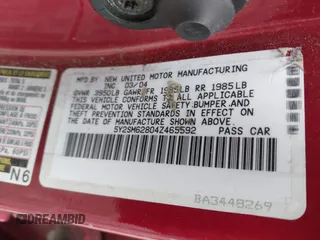 MFD. BY: NEW UNITED MOTOR MANUFACTURING
INC 03/04
GVWR 3950LB GAWR FR 1985LB RR 1985LB
THIS VEHICLE CONFORMS TO ALL APPLICABLE
FEDERAL MOTOR VEHICLE SAFETY, BUMPER, AND
THEFT PREVENTION STANDARDS IN EFFECT ON
THE DATE OF MANUFACTURE SHOWN ABOVE.
5Y2SM62804Z465592 PASS CAR
BA3448269
N6
DREAMBID